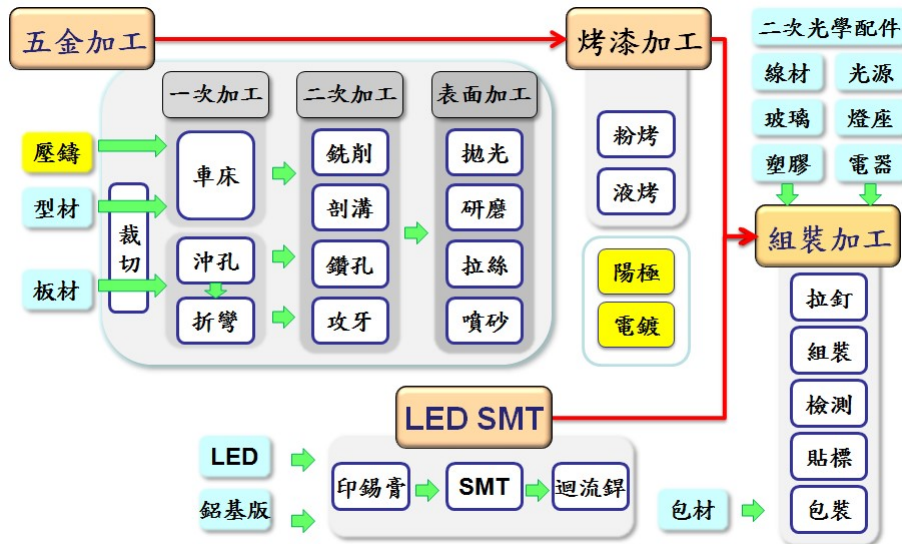 五金加工
烤漆加工
二次光學配件
線材
光源
玻璃
燈座
塑膠
電器
一次加工
二次加工
表面加工
壓鑄
型材
板材
裁切
車床
沖孔
折彎
銑削
剖溝
鑽孔
攻牙
拋光
研磨
拉絲
噴砂
粉烤
液烤
陽極
電鍍
組裝加工
拉釘
組裝
檢測
貼標
包裝
LED SMT
LED
鋁基版
印錫膏
SMT
迴流銲
包材